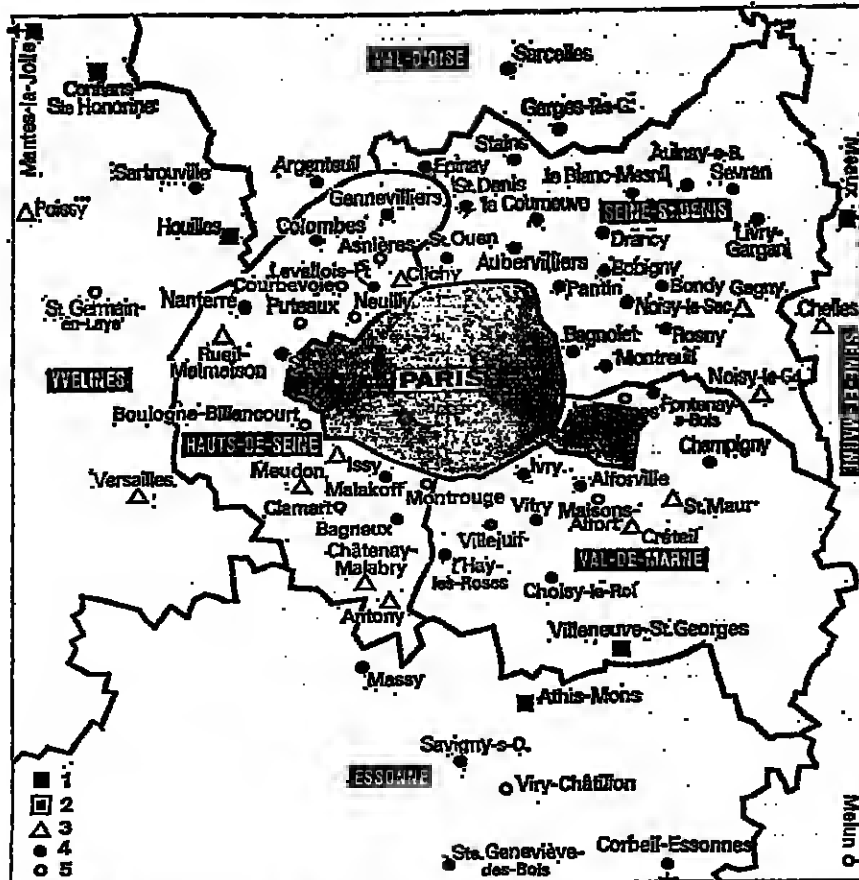 VAL-D'OISE
Sarcelles
Mantes-la-Jolie
Conflans
Ste Honorine
Garges-lès-G.
Stains
Aulnay-s-B.
Sartrouville
Argenteuil
Epinay
St. Denis
le Blanc-Mesnil
Sevran
Meaux
Poissy
Gennevilliers
la Courneuve
SEINE-St-DENIS
Houilles
Colombes
Asnières
St. Ouen
Drancy
Livry-
Gargan
Levallois-P.
Clichy
Aubervilliers
Bobigny
Courbevoie
St. Germain-
en-Laye
Nanterre
Puteaux
Neuilly
Pantin
Bondy
Gagny
Noisy-le-Sec
Chelles
Rueil-
Malmaison
Bagnolet
Rosny
Montreuil
YVELINES
PARIS
Noisy-le-G.
SEINE-ET-MARNE
Boulogne-Billancourt
Fontenay-
s-Bois
HAUTS-DE-SEINE
Champigny
Versailles
Meudon
Issy
Ivry
Alforville
Malakoff
Montrouge
Clamart
Vitry
Maisons-
Alfort
St. Maur
Bagneux
Villejuif
Créteil
Châtenay-
Malabry
l'Hay-
les-Roses
VAL-DE-MARNE
Choisy-le-Roi
Antony
Villeneuve-St. Georges
Massy
Athis-Mons
Savigny-s-O.
ESSONNE
Viry-Châtillon
Melun
Ste. Geneviève-
des-Bois
Corbeil-Essonnes
1
2
3
4
5